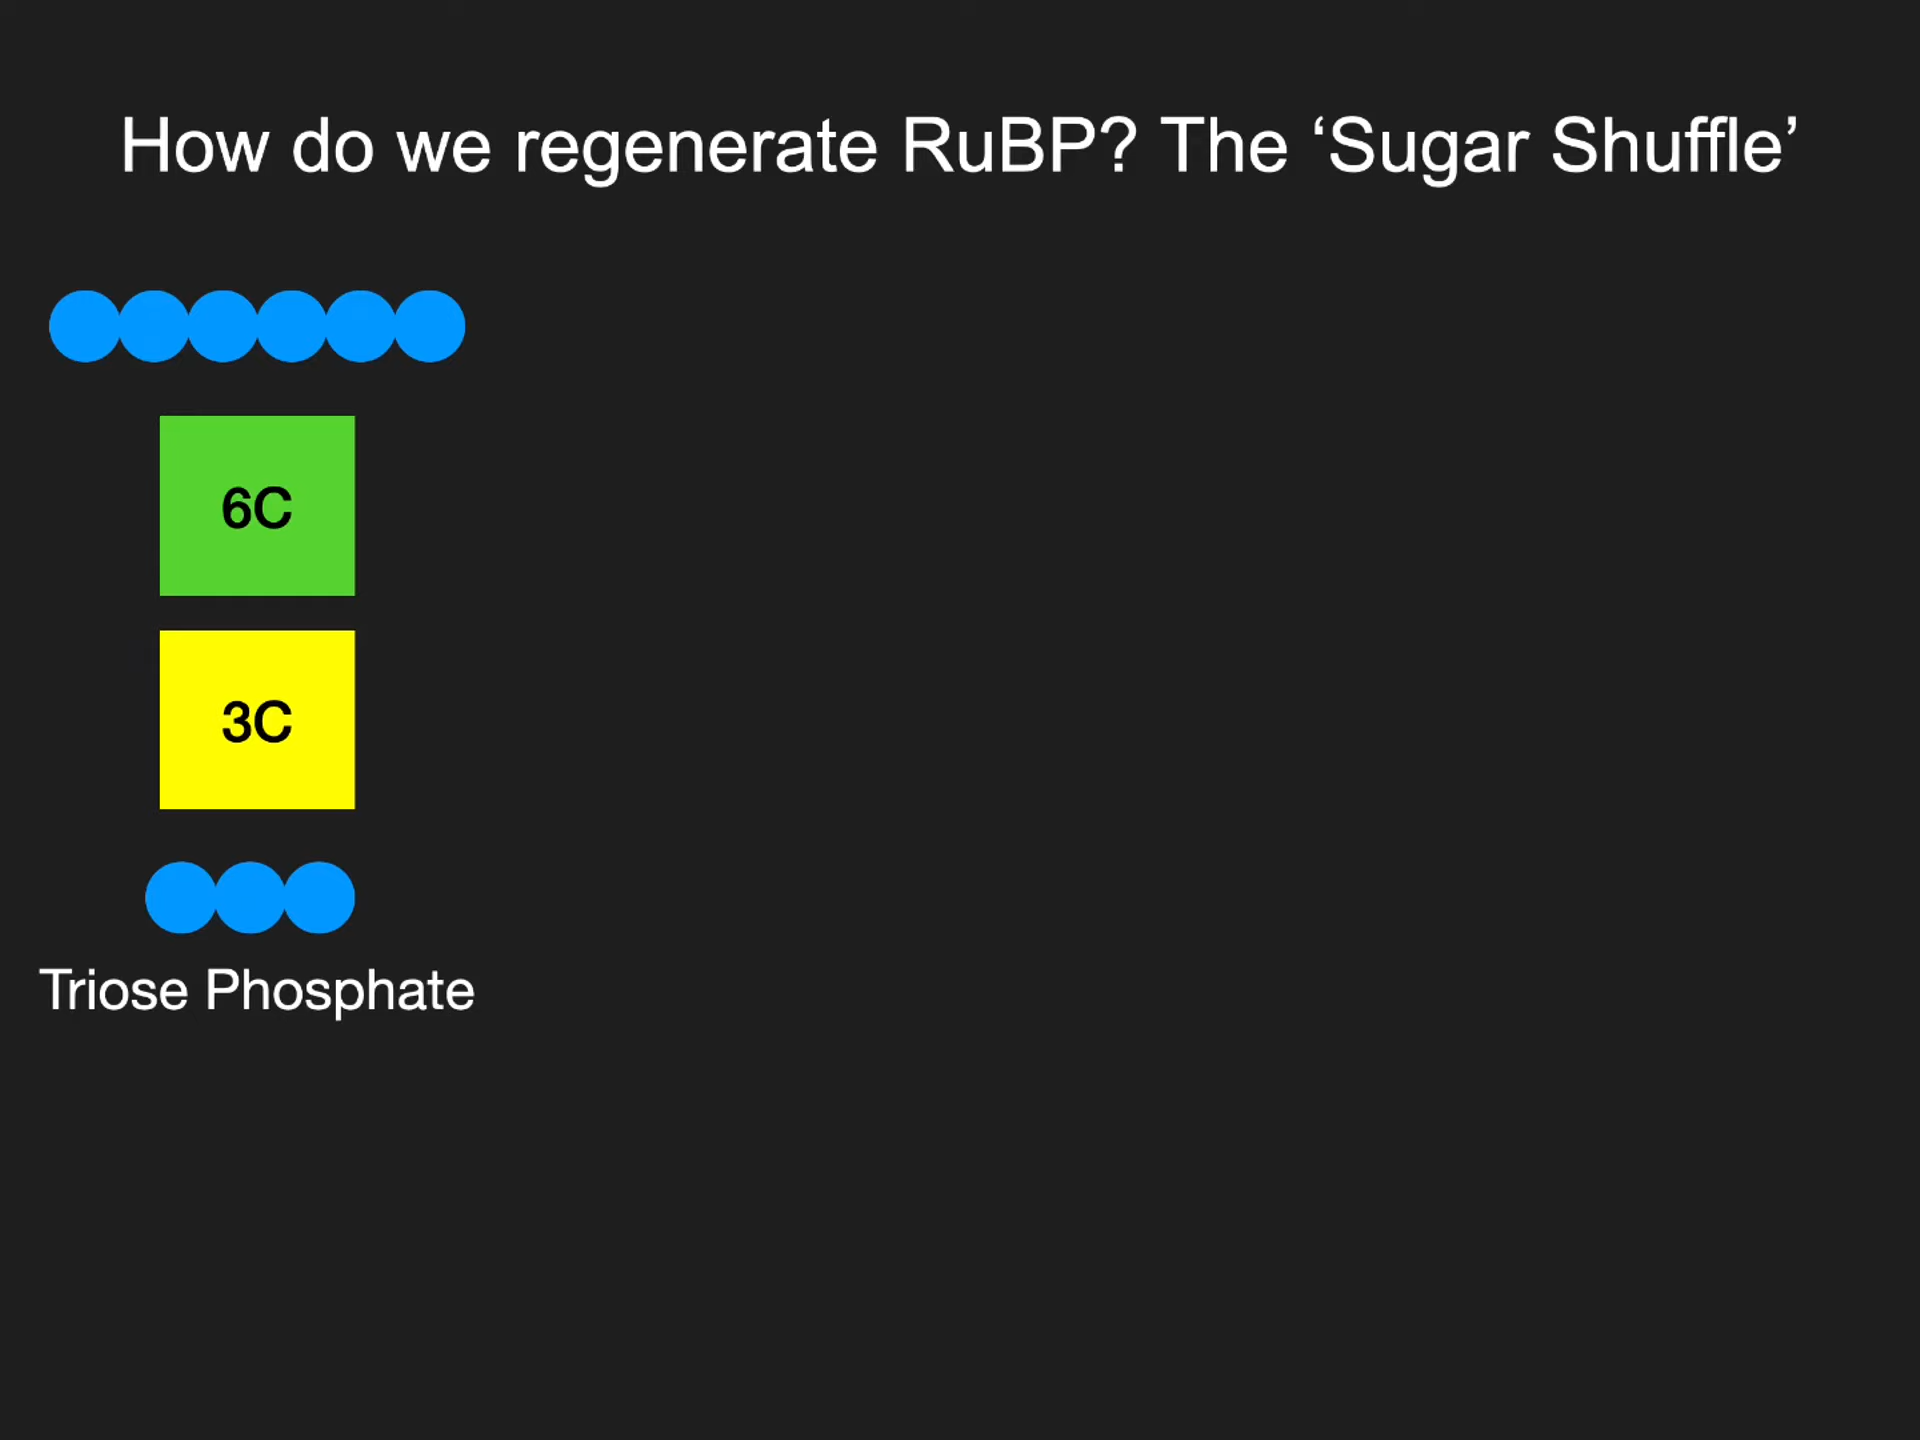 How do we regenerate RuBP? The ‘Sugar Shuffle’
6C
3C
Triose Phosphate